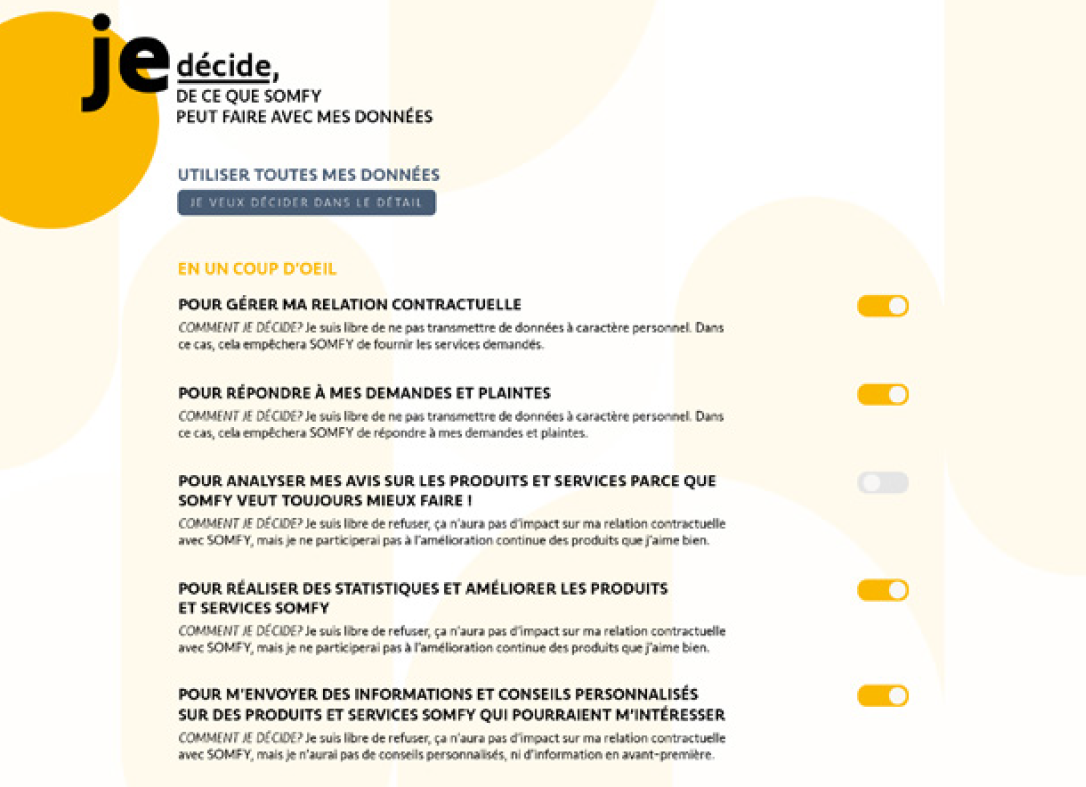 je décide,
DE CE QUE SOMFY
PEUT FAIRE AVEC MES DONNÉES
UTILISER TOUTES MES DONNÉES
JE VEUX DÉCIDER DANS LE DÉTAIL
EN UN COUP D'OEIL
POUR GÉRER MA RELATION CONTRACTUELLE
COMMENT JE DÉCIDE? Je suis libre de ne pas transmettre de données à caractère personnel. Dans
ce cas, cela empêchera SOMFY de fournir les services demandés.
POUR RÉPONDRE À MES DEMANDES ET PLAINTES
COMMENT JE DÉCIDE? Je suis libre de ne pas transmettre de données à caractère personnel. Dans
ce cas, cela empêchera SOMFY de répondre à mes demandes et plaintes.
POUR ANALYSER MES AVIS SUR LES PRODUITS ET SERVICES PARCE QUE
SOMFY VEUT TOUJOURS MIEUX FAIRE !
COMMENT JE DÉCIDE? Je suis libre de refuser, ça n'aura pas d'impact sur ma relation contractuelle
avec SOMFY, mais je ne participerai pas à l'amélioration continue des produits que j'aime bien.
POUR RÉALISER DES STATISTIQUES ET AMÉLIORER LES PRODUITS
ET SERVICES SOMFY
COMMENT JE DÉCIDE? Je suis libre de refuser, ça n'aura pas d'impact sur ma relation contractuelle
avec SOMFY, mais je ne participerai pas à l'amélioration continue des produits que j'aime bien.
POUR M'ENVOYER DES INFORMATIONS ET CONSEILS PERSONNALISÉS
SUR DES PRODUITS ET SERVICES SOMFY QUI POURRAIENT M'INTÉRESSER
COMMENT JE DÉCIDE? Je suis libre de refuser, ça n'aura pas d'impact sur ma relation contractuelle
avec SOMFY, mais je n'aurai pas de conseils personnalisés, ni d'information en avant-première.